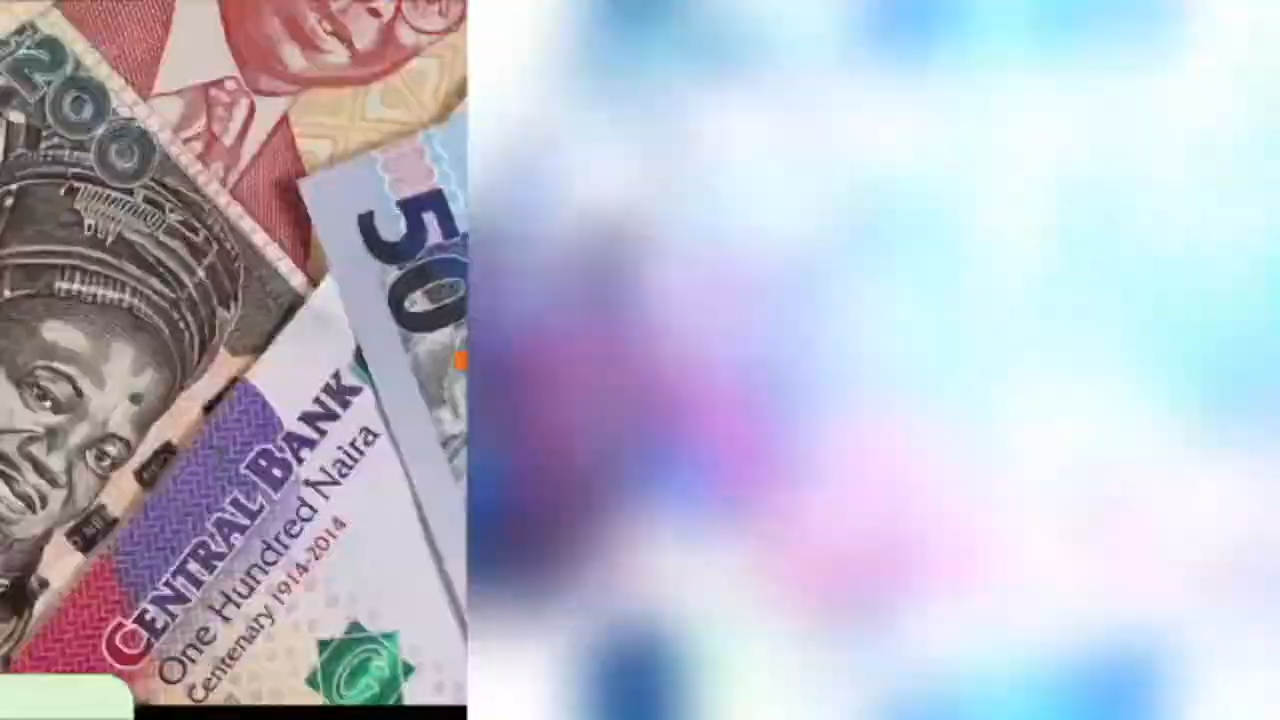 200
50
CENTRAL BANK
One Hundred Naira
Centenary 1914-2014